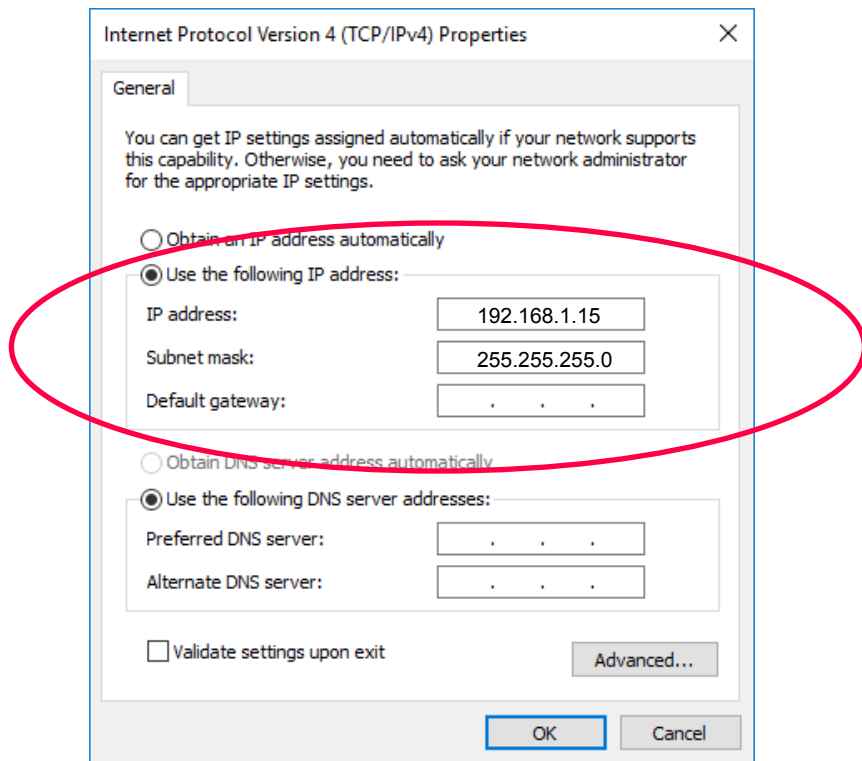 Internet Protocol Version 4 (TCP/IPv4) Properties
General
You can get IP settings assigned automatically if your network supports
this capability. Otherwise, you need to ask your network administrator
for the appropriate IP settings.
Obtain an IP address automatically
Use the following IP address:
IP address: 192.168.1.15
Subnet mask: 255.255.255.0
Default gateway: . . .
Obtain DNS server address automatically
Use the following DNS server addresses:
Preferred DNS server: . . .
Alternate DNS server: . . .
Validate settings upon exit
Advanced...
OK Cancel